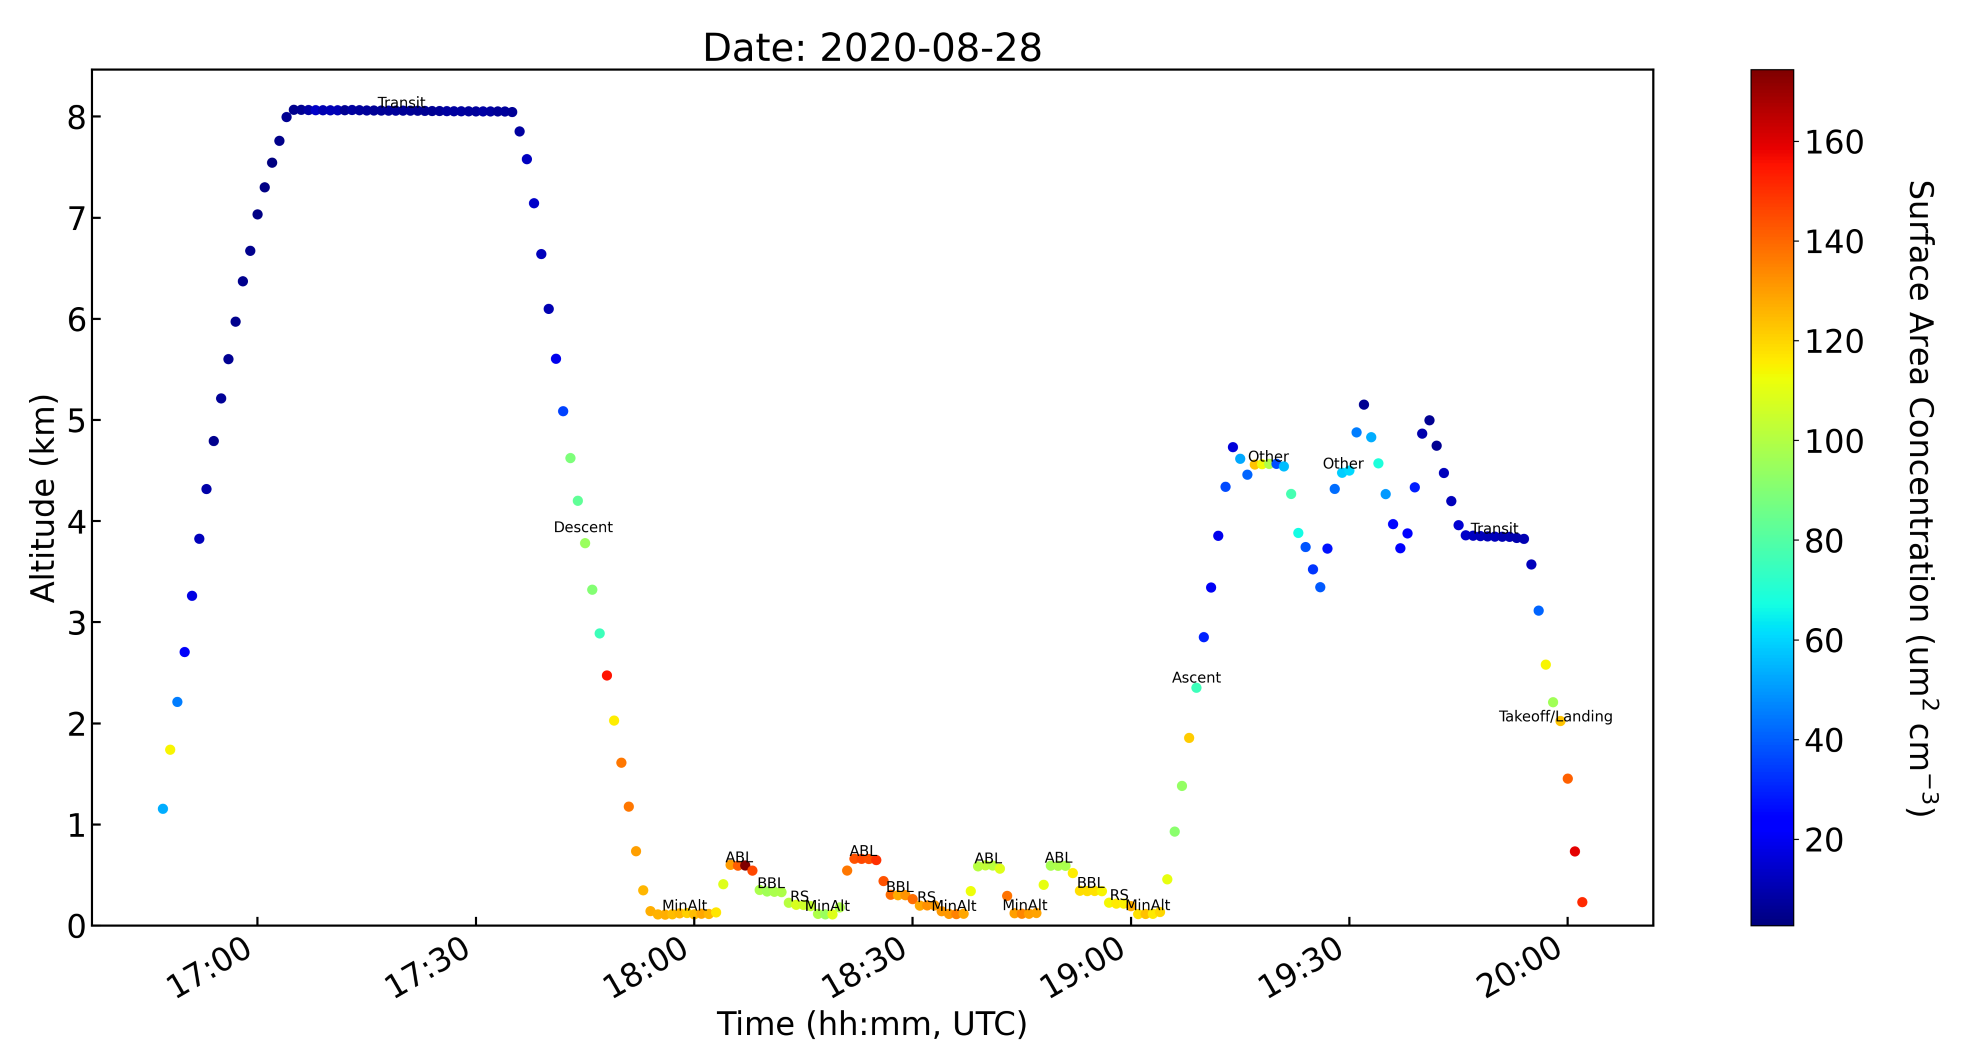 Date: 2020-08-28
Altitude (km)
8
7
6
5
4
3
2
1
0
Transit
Descent
MinAlt
ABL
BBL
RS
MinAlt
ABL
BBL
RS
MinAlt
ABL
MinAlt
ABL
BBL
RS
MinAlt
Ascent
Other
Other
Transit
Takeoff/Landing
17:00
17:30
18:00
18:30
19:00
19:30
20:00
Time (hh:mm, UTC)
160
140
120
100
80
60
40
20
Surface Area Concentration (um² cm⁻³)